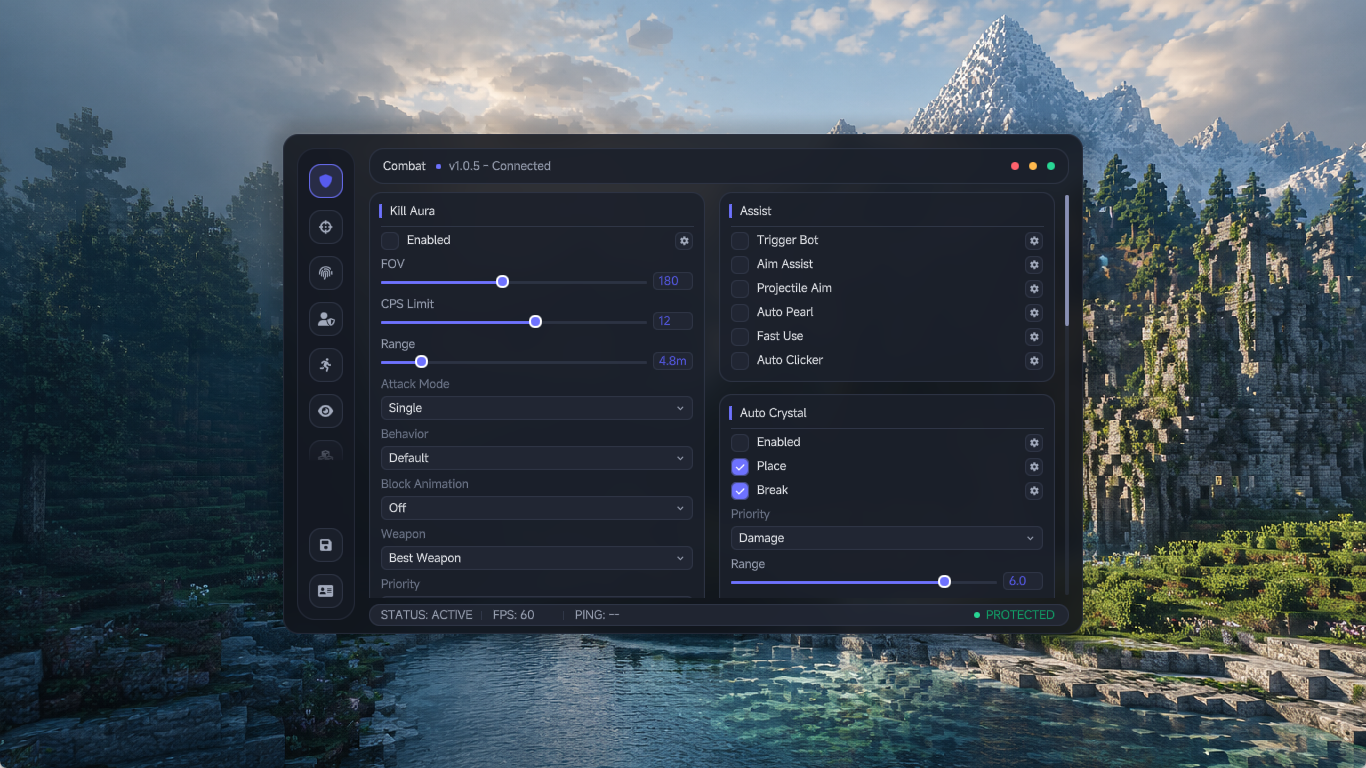 Combat • v1.0.5 - Connected
Kill Aura
Enabled
FOV
180
CPS Limit
12
Range
4.8m
Attack Mode
Single
Behavior
Default
Block Animation
Off
Weapon
Best Weapon
Priority
Assist
Trigger Bot
Aim Assist
Projectile Aim
Auto Pearl
Fast Use
Auto Clicker
Auto Crystal
Enabled
Place
Break
Priority
Damage
Range
6.0
STATUS: ACTIVE
FPS: 60
PING: --
PROTECTED